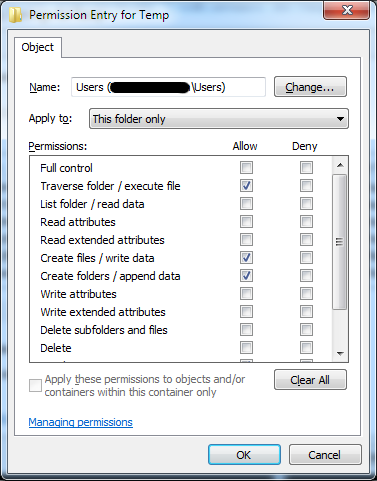 Permission Entry for Temp
Object
Name: Users ( \Users) Change...
Apply to: This folder only
Permissions: Allow Deny
Full control
Traverse folder / execute file
List folder / read data
Read attributes
Read extended attributes
Create files / write data
Create folders / append data
Write attributes
Write extended attributes
Delete subfolders and files
Delete
Apply these permissions to objects and/or
containers within this container only
Clear All
Managing permissions
OK Cancel